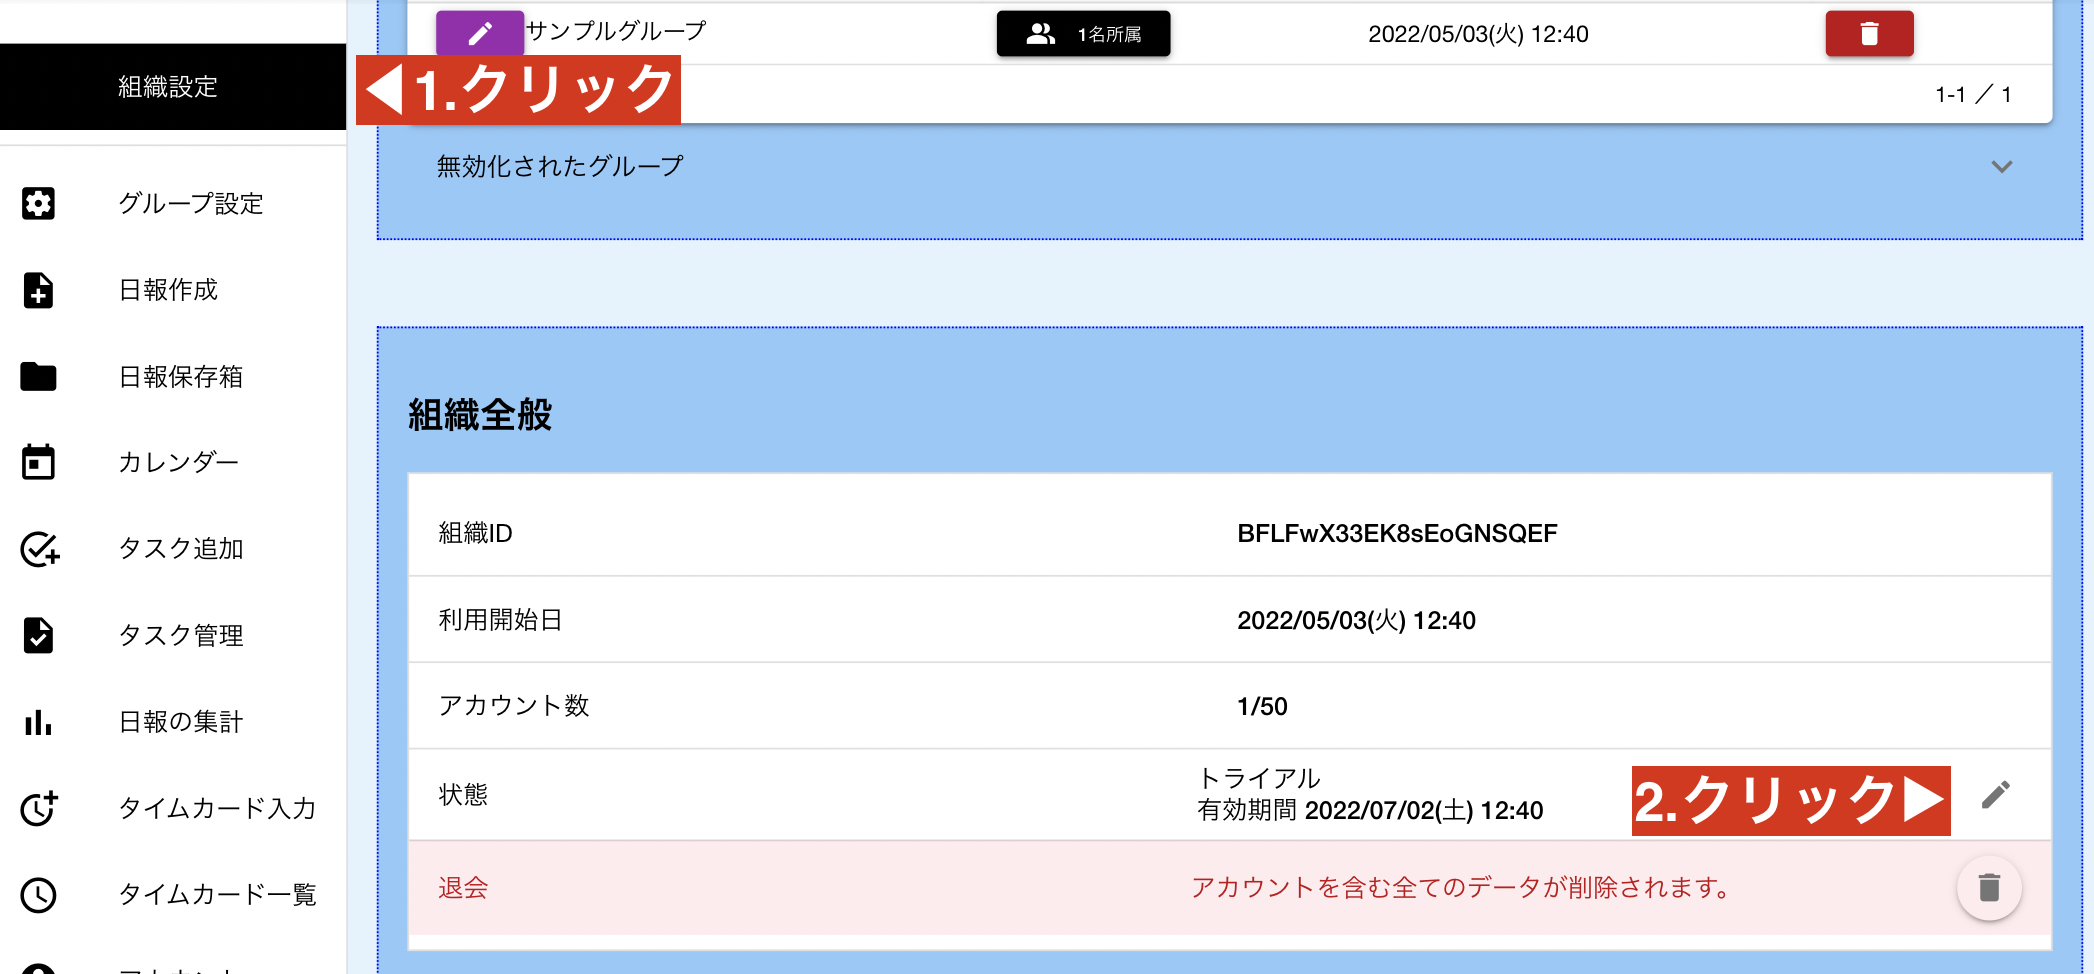 組織設定
グループ設定
日報作成
日報保存箱
カレンダー
タスク追加
タスク管理
日報の集計
タイムカード入力
タイムカード一覧
サンプルグループ
1名所属
2022/05/03(火) 12:40
◀1.クリック
1-1 ／ 1
無効化されたグループ
組織全般
組織ID
BFLFwX33EK8sEoGNSQEF
利用開始日
2022/05/03(火) 12:40
アカウント数
1/50
状態
トライアル
有効期間 2022/07/02(土) 12:40
2.クリック▶
退会
アカウントを含む全てのデータが削除されます。